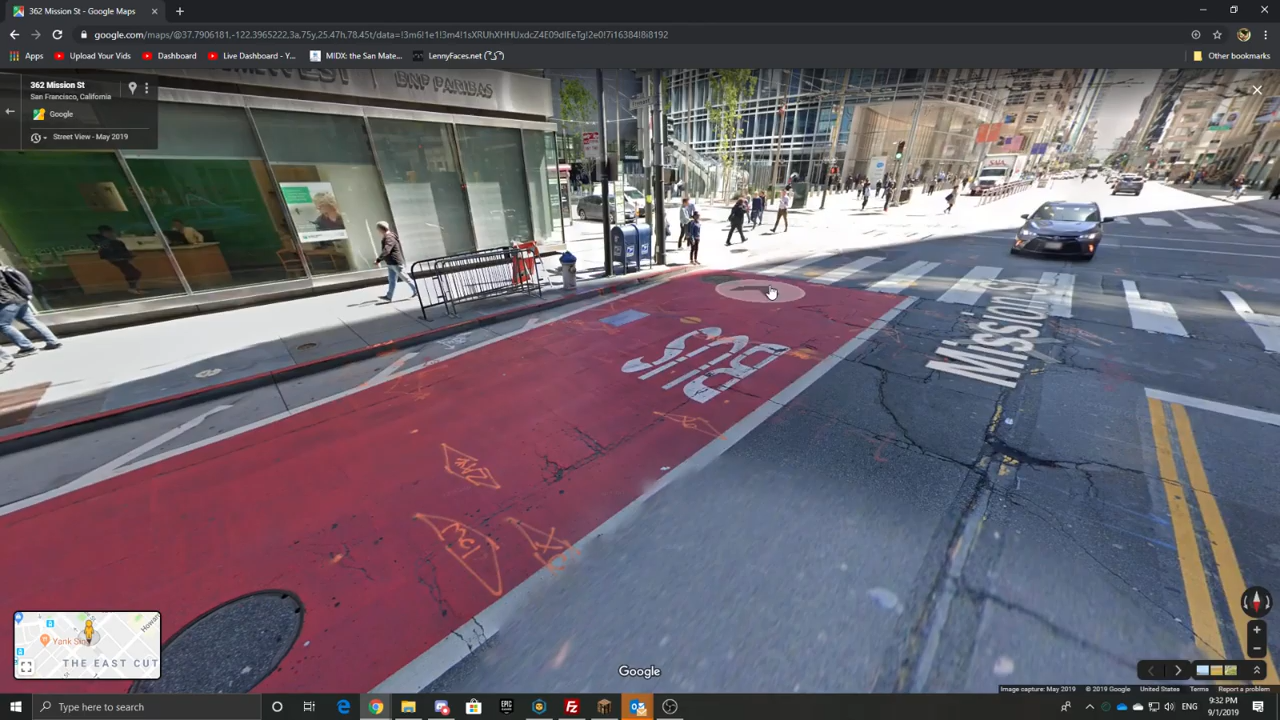 362 Mission St - Google Maps
google.com/maps/@37.7906181,-122.3965222,3a,75y,25.47h,78.45t/data=!3m6!1e1!3m4!1sXRUhXHHUxdcZ4E09dIEeTg!2e0!7i16384!8i8192
Apps
Upload Your Vids
Dashboard
Live Dashboard - Y...
MIDX: the San Mate...
LennyFaces.net
Other bookmarks
362 Mission St
San Francisco, California
Google
Street View - May 2019
BNP PARIBAS
BUS
Mission St
Yonk Sin
Howar
THE EAST CUT
Google
Image capture: May 2019
© 2019 Google
United States
Terms
Report a problem
Type here to search
EPIC
ENG
9:32 PM
9/1/2019